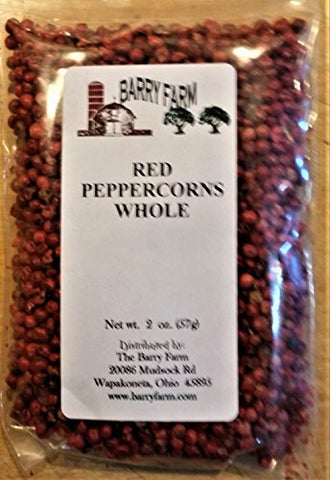 BARRY FARM
RED
PEPPERCORNS
WHOLE
Net wt. 2 oz. (57g)
Distributed by:
The Barry Farm
20086 Mudsock Rd
Wapakoneta, Ohio 45895
www.barryfarm.com